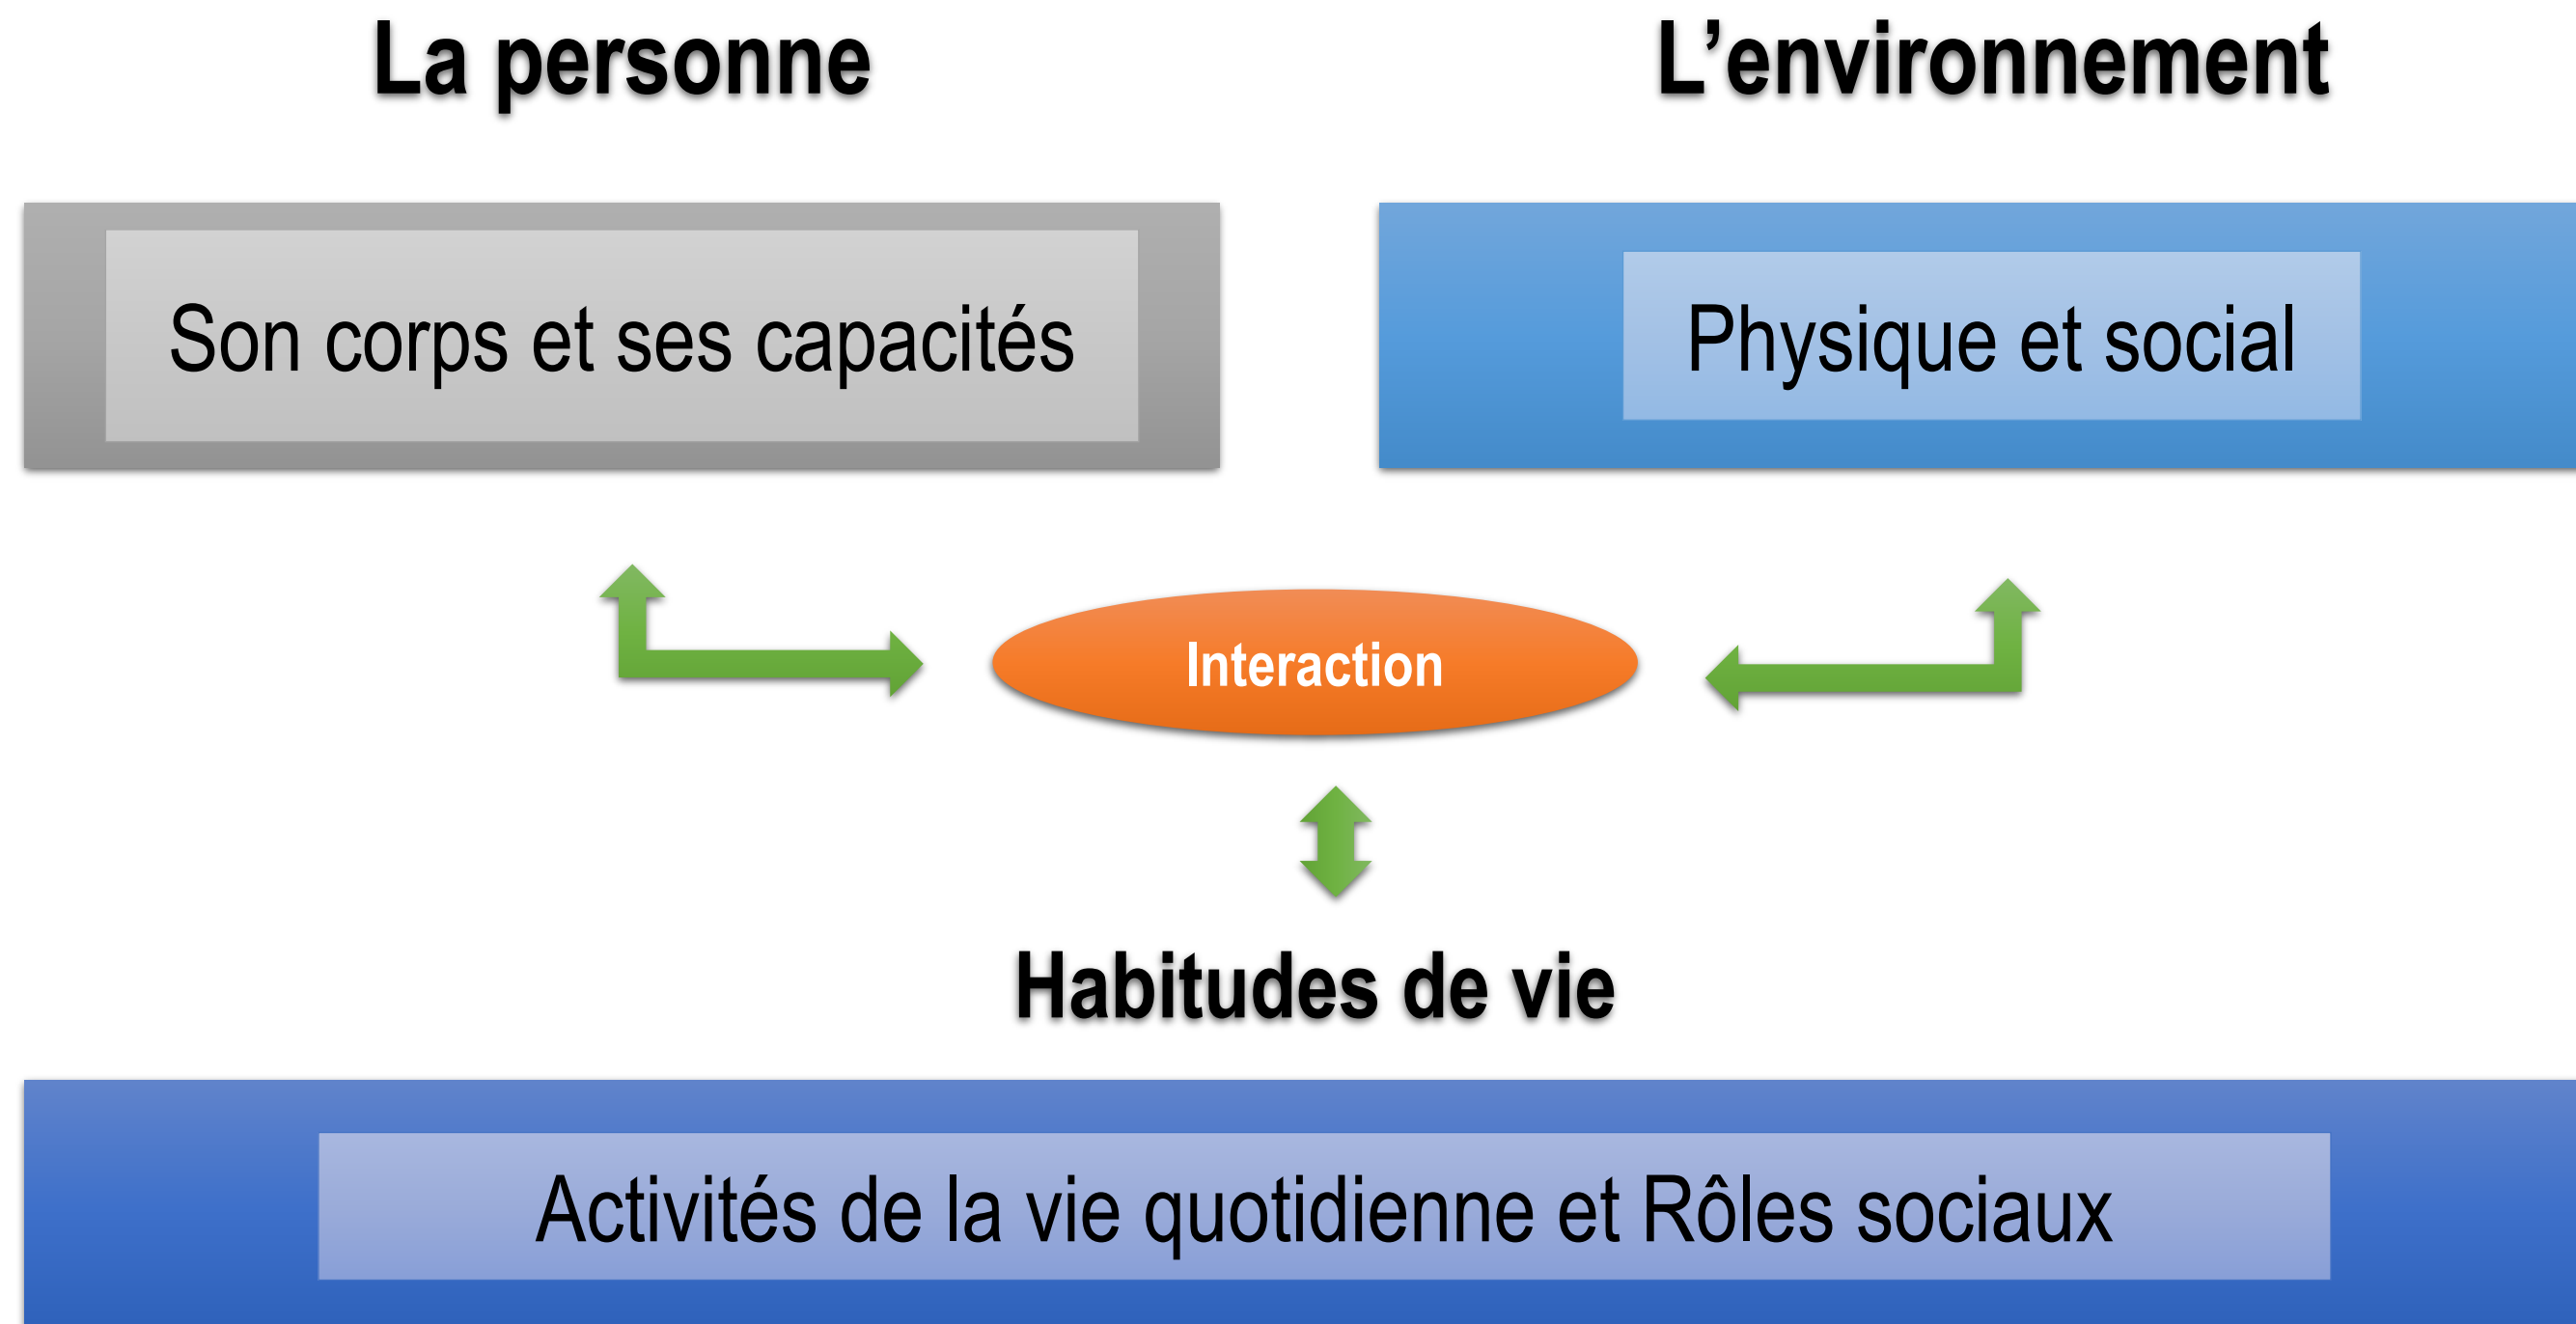 La personne
L’environnement
Son corps et ses capacités
Physique et social
Interaction
Habitudes de vie
Activités de la vie quotidienne et Rôles sociaux